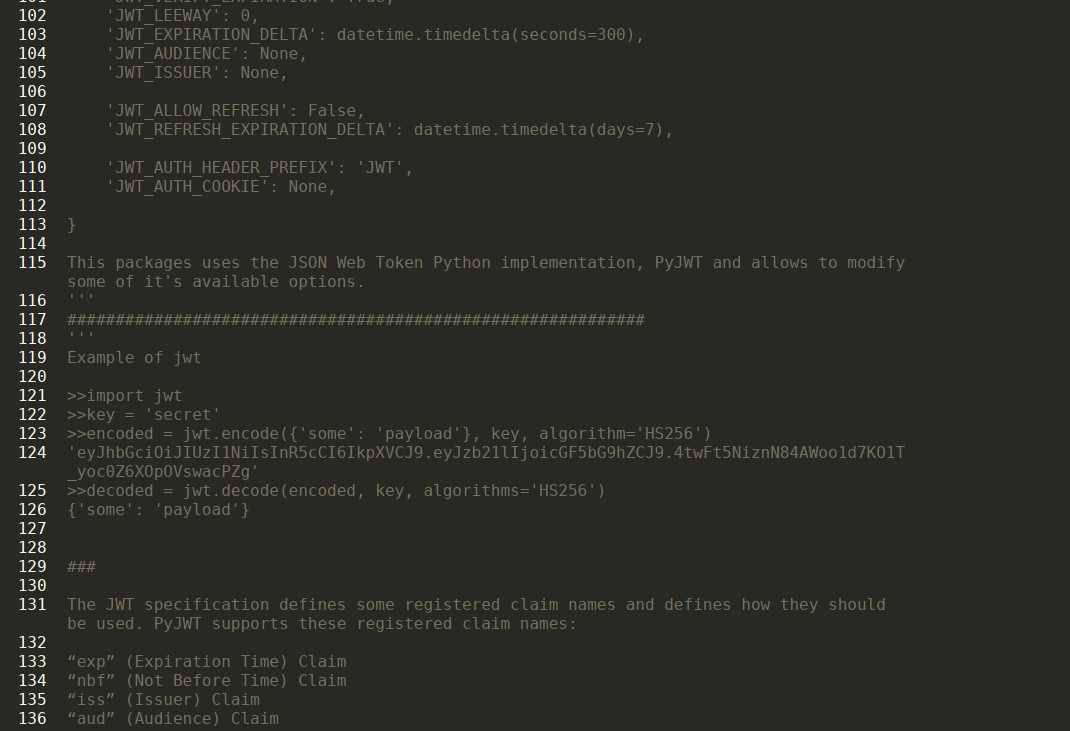 101     'JWT_VERIFY_EXPIRATION': True,
102     'JWT_LEEWAY': 0,
103     'JWT_EXPIRATION_DELTA': datetime.timedelta(seconds=300),
104     'JWT_AUDIENCE': None,
105     'JWT_ISSUER': None,
106
107     'JWT_ALLOW_REFRESH': False,
108     'JWT_REFRESH_EXPIRATION_DELTA': datetime.timedelta(days=7),
109
110     'JWT_AUTH_HEADER_PREFIX': 'JWT',
111     'JWT_AUTH_COOKIE': None,
112
113 }
114
115 This packages uses the JSON Web Token Python implementation, PyJWT and allows to modify
some of it's available options.
116 '''
117 ############################################################
118 '''
119 Example of jwt
120
121 >>import jwt
122 >>key = 'secret'
123 >>encoded = jwt.encode({'some': 'payload'}, key, algorithm='HS256')
124 'eyJhbGciOiJIUzI1NiIsInR5cCI6IkpXVCJ9.eyJzb21lIjoicGF5bG9hZCJ9.4twFt5NiznN84AWoo1d7KO1T
_yoc0Z6XOpOVswacPZg'
125 >>decoded = jwt.decode(encoded, key, algorithms='HS256')
126 {'some': 'payload'}
127
128
129 ###
130
131 The JWT specification defines some registered claim names and defines how they should
be used. PyJWT supports these registered claim names:
132
133 “exp” (Expiration Time) Claim
134 “nbf” (Not Before Time) Claim
135 “iss” (Issuer) Claim
136 “aud” (Audience) Claim